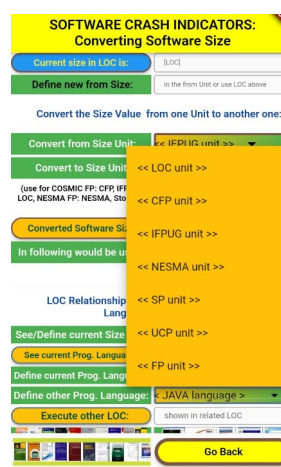 SOFTWARE CRASH INDICATORS:
Converting Software Size
Current size in LOC is:
[LOC]
Define new from Size:
in the from Unit or use LOC above
Convert the Size Value from one Unit to another one:
Convert from Size Unit:
<< IFPUG unit >>
Convert to Size Unit
<< LOC unit >>
(use for COSMIC FP: CFP, IFP
LOC, NESMA FP: NESMA, Sto
<< CFP unit >>
Converted Software Si
<< IFPUG unit >>
In following would be u
<< NESMA unit >>
LOC Relationship
Lang
<< SP unit >>
See/Define current Size
<< UCP unit >>
See current Prog. Langua
Define current Prog. Langu
<< FP unit >>
Define other Prog. Language:
< JAVA language >
Execute other LOC:
shown in related LOC
Go Back